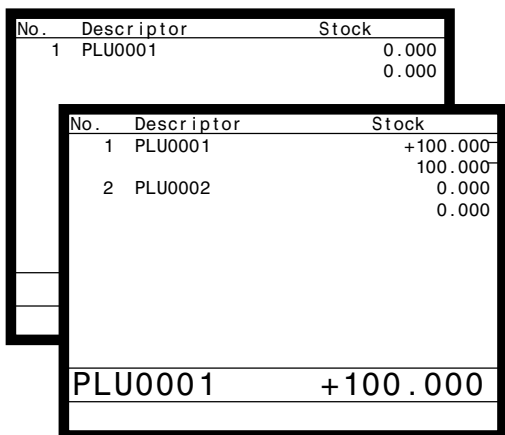 No. Descriptor Stock
1 PLU0001 0.000
0.000
No. Descriptor Stock
1 PLU0001 +100.000
100.000
2 PLU0002 0.000
0.000
PLU0001 +100.000